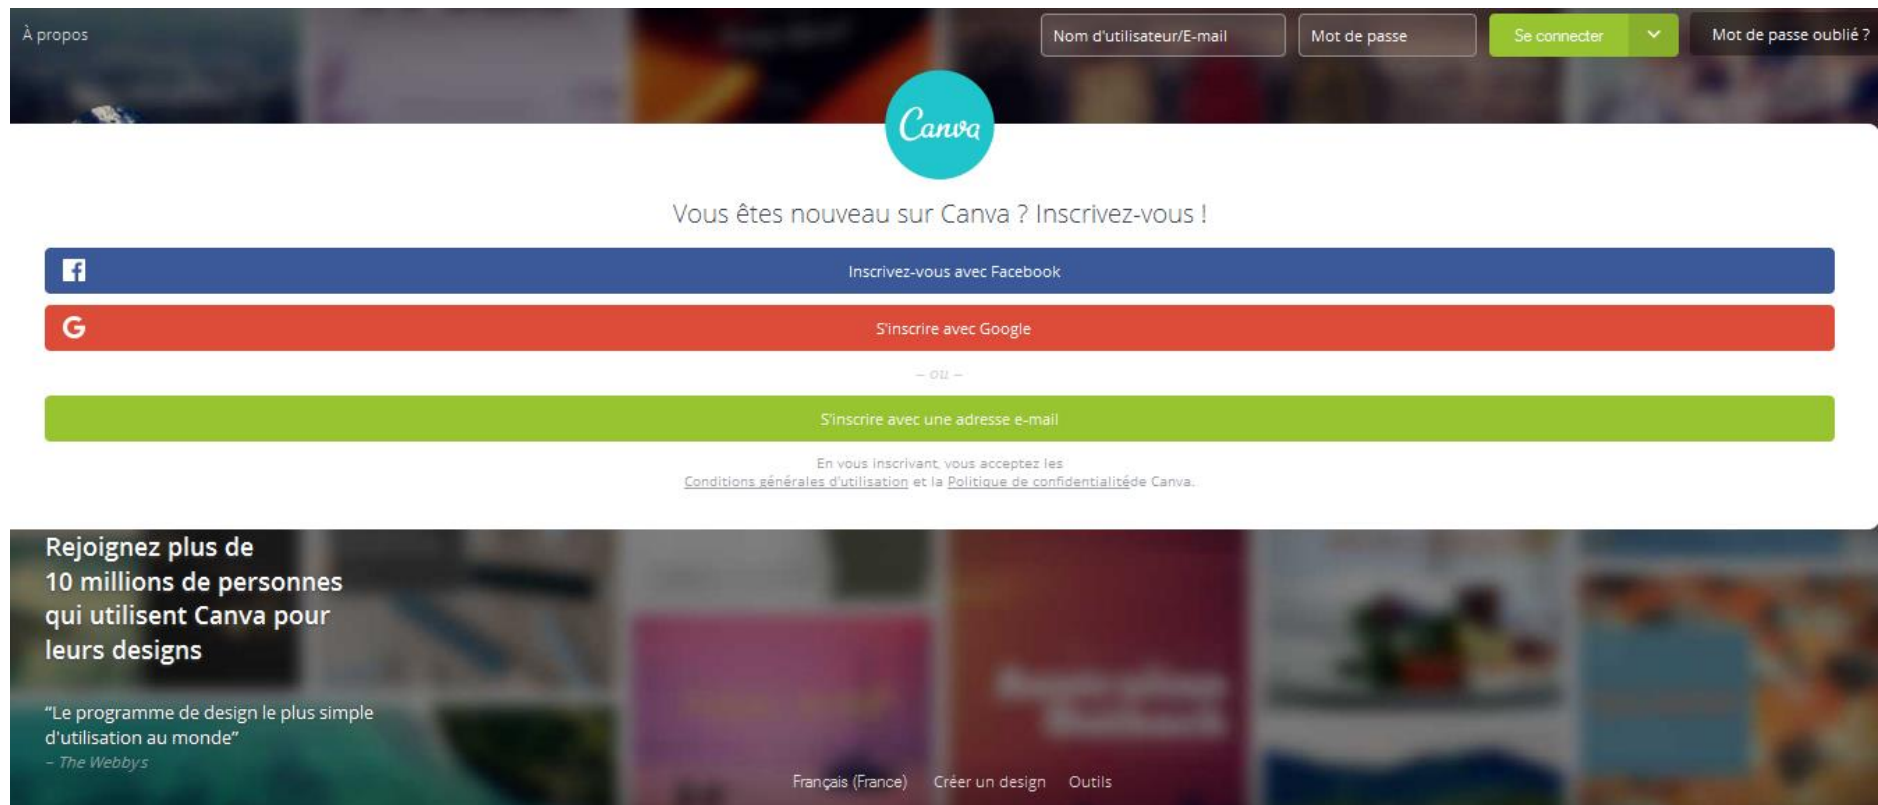 À propos
Nom d'utilisateur/E-mail
Mot de passe
Se connecter
Mot de passe oublié ?
Canva
Vous êtes nouveau sur Canva ? Inscrivez-vous !
Inscrivez-vous avec Facebook
S'inscrire avec Google
– ou –
S'inscrire avec une adresse e-mail
En vous inscrivant, vous acceptez les
Conditions générales d'utilisation et la Politique de confidentialitéde Canva.
Rejoignez plus de
10 millions de personnes
qui utilisent Canva pour
leurs designs
“Le programme de design le plus simple
d'utilisation au monde”
– The Webbys
Français (France) Créer un design Outils